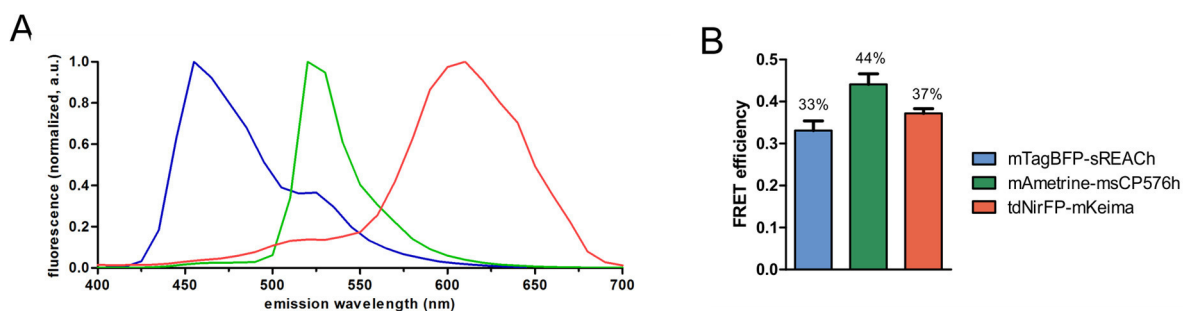 A
fluorescence (normalized, a.u.)
1.0
0.8
0.6
0.4
0.2
0.0
400 450 500 550 600 650 700
emission wavelength (nm)
B
FRET efficiency
0.5
0.4
0.3
0.2
0.1
0.0
33%
44%
37%
mTagBFP-sREACh
mAmetrine-msCP576h
tdNirFP-mKeima